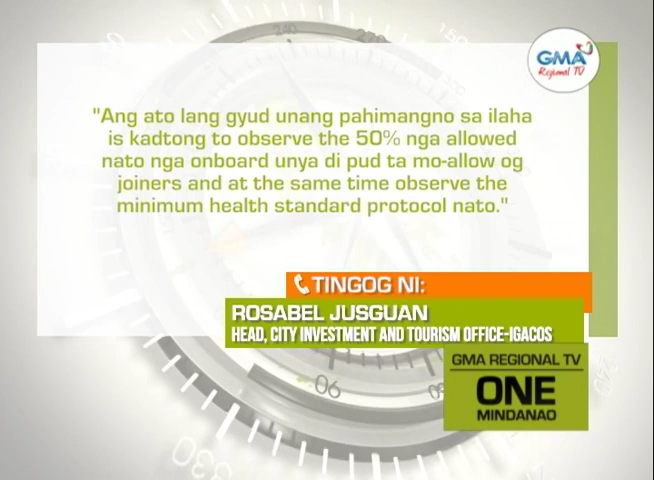 GMA
Regional TV
"Ang ato lang gyud unang pahimangno sa ilaha
is kadtong to observe the 50% nga allowed
nato nga onboard unya di pud ta mo-allow og
joiners and at the same time observe the
minimum health standard protocol nato."
TINGOG NI:
ROSABEL JUSGUAN
HEAD, CITY INVESTMENT AND TOURISM OFFICE-IGACOS
GMA REGIONAL TV
ONE
MINDANAO
06
330